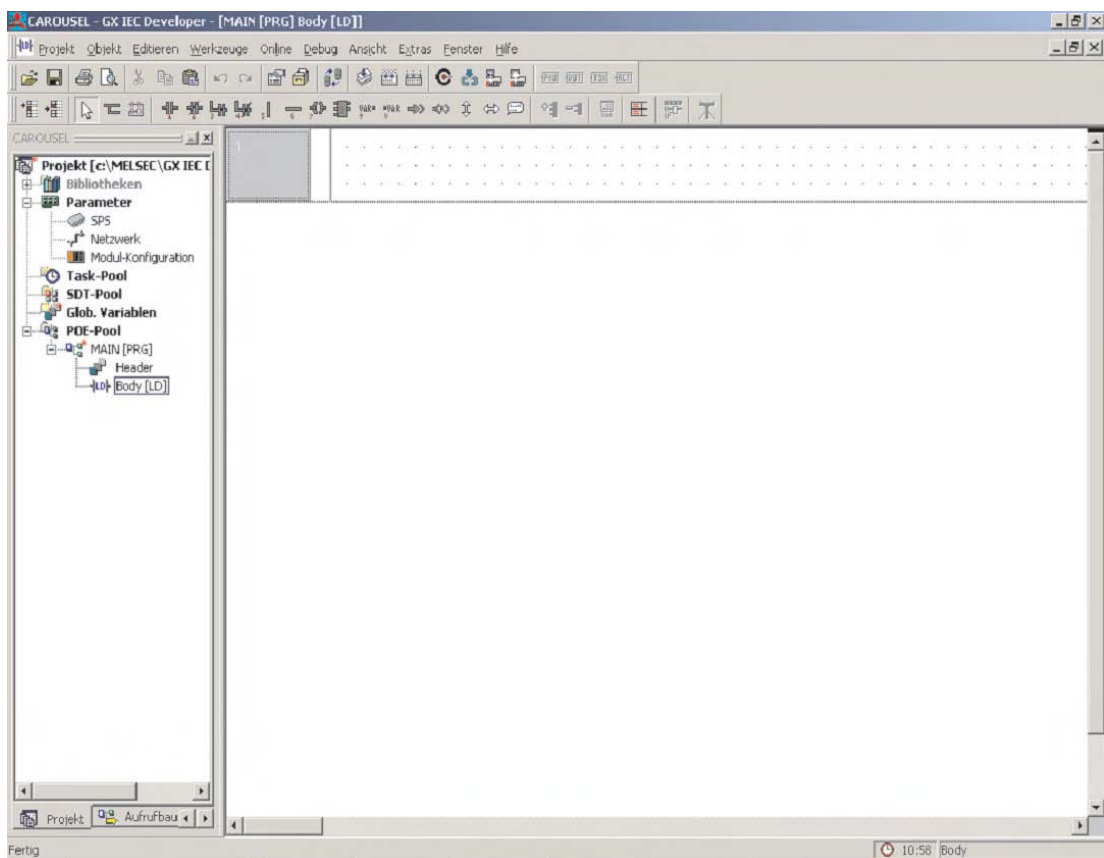 CAROUSEL - GX IEC Developer - [MAIN [PRG] Body [LD]]
Projekt Objekt Editieren Werkzeuge Online Debug Ansicht Extras Fenster Hilfe
CAROUSEL
Projekt [c:\MELSEC\GX IEC D
Bibliotheken
Parameter
SPS
Netzwerk
Modul-Konfiguration
Task-Pool
SDT-Pool
Glob. Variablen
POE-Pool
MAIN [PRG]
Header
Body [LD]
1
Projekt Aufrufbau
Fertig
10:58 Body